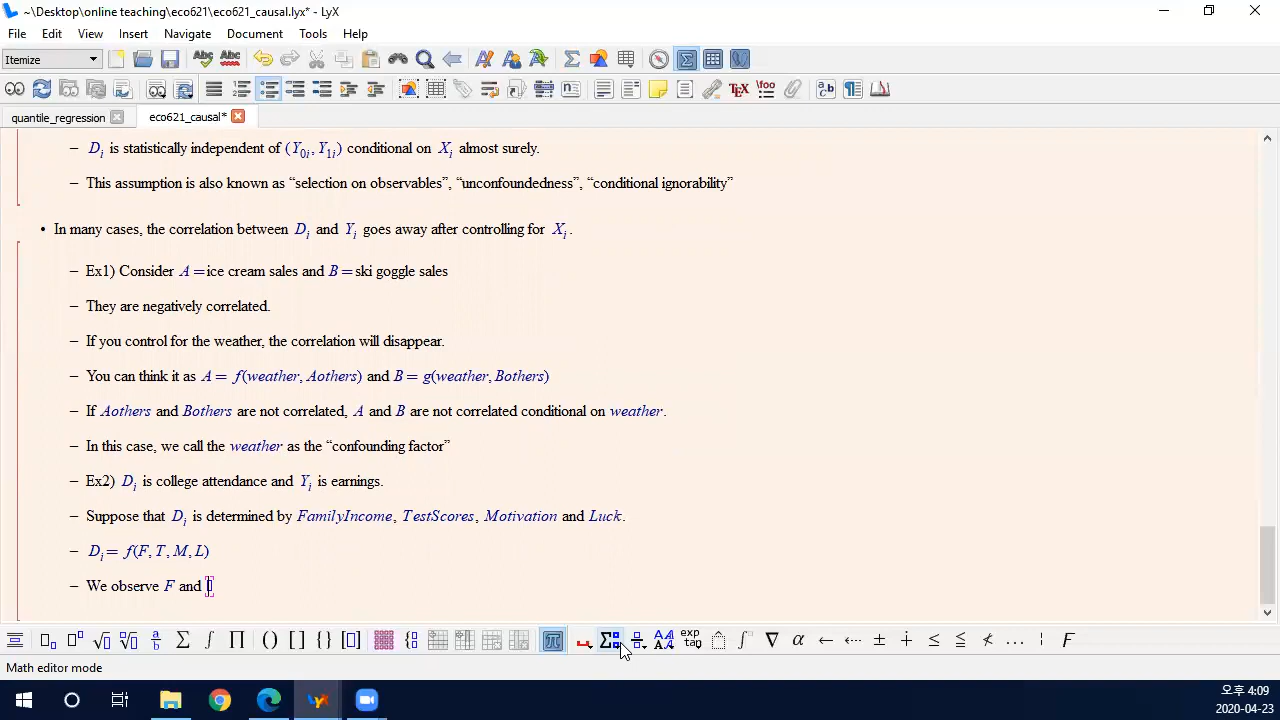 ~\Desktop\online teaching\eco621\eco621_causal.lyx* - LyX
File Edit View Insert Navigate Document Tools Help
Itemize
quantile_regression eco621_causal*
– Dᵢ is statistically independent of (Y₀ᵢ, Y₁ᵢ) conditional on Xᵢ almost surely.
– This assumption is also known as “selection on observables”, “unconfoundedness”, “conditional ignorability”
• In many cases, the correlation between Dᵢ and Yᵢ goes away after controlling for Xᵢ.
– Ex1) Consider A=ice cream sales and B=ski goggle sales
– They are negatively correlated.
– If you control for the weather, the correlation will disappear.
– You can think it as A= f(weather, Aothers) and B= g(weather, Bothers)
– If Aothers and Bothers are not correlated, A and B are not correlated conditional on weather.
– In this case, we call the weather as the “confounding factor”
– Ex2) Dᵢ is college attendance and Yᵢ is earnings.
– Suppose that Dᵢ is determined by FamilyIncome, TestScores, Motivation and Luck.
– Dᵢ= f(F, T, M, L)
– We observe F and
Math editor mode
오후 4:09
2020-04-23